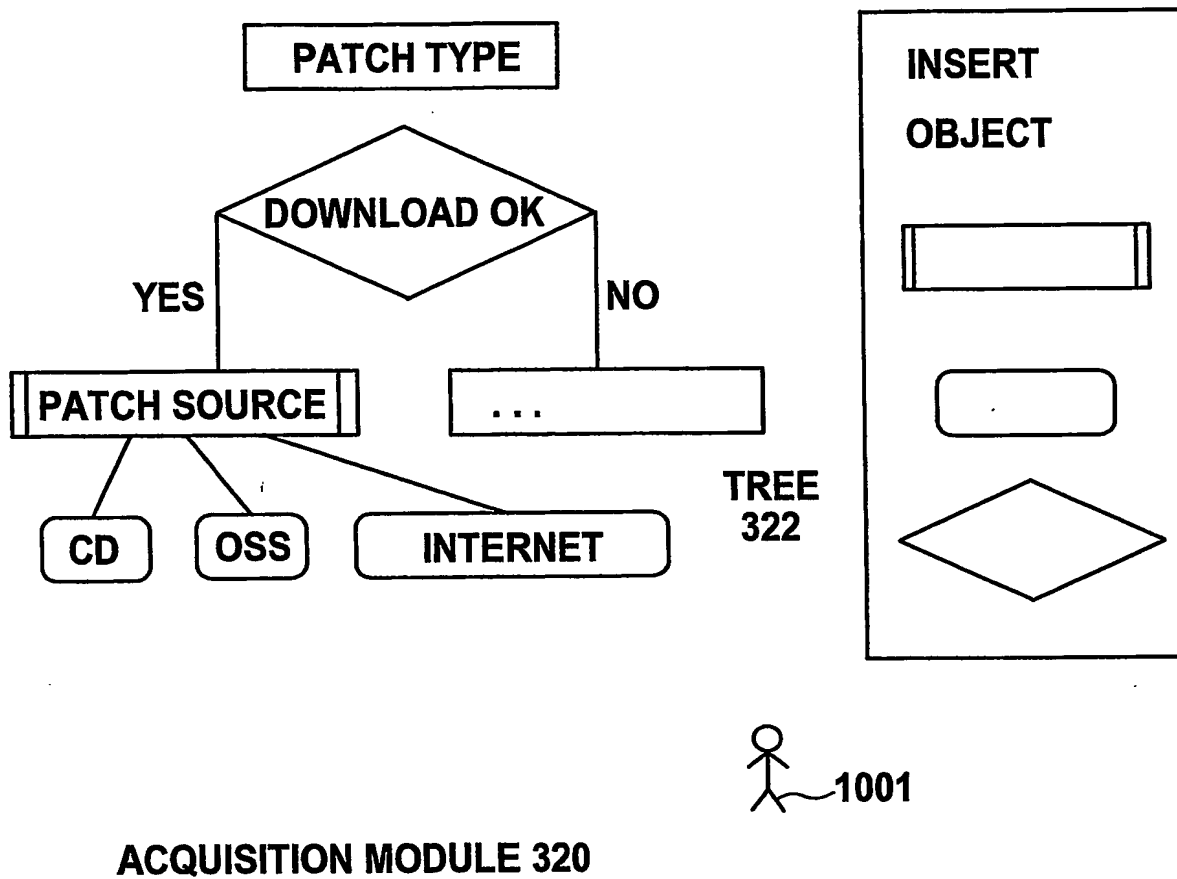 PATCH TYPE
DOWNLOAD OK
YES
NO
PATCH SOURCE
...
CD
OSS
INTERNET
TREE
322
INSERT
OBJECT
1001
ACQUISITION MODULE 320